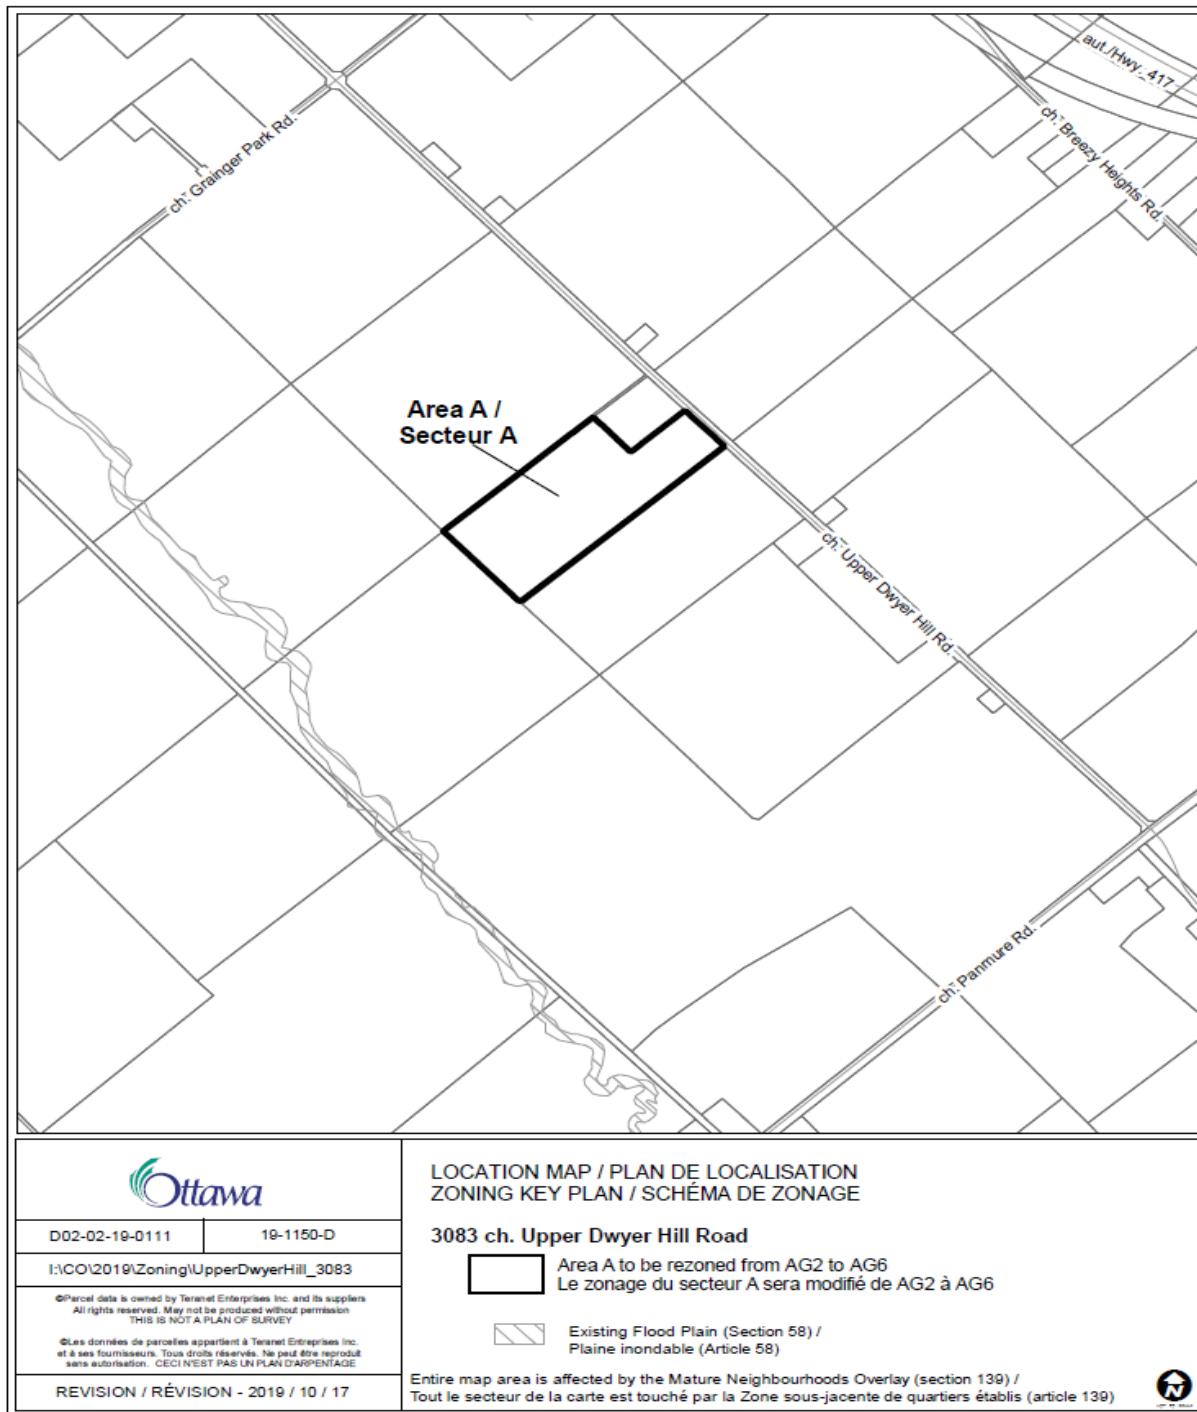 aut./Hwy. 417
ch. Breezy Heights Rd.
ch. Grainger Park Rd.
Area A /
Secteur A
ch. Upper Dwyer Hill Rd.
ch. Panmure Rd.
Ottawa
D02-02-19-0111
19-1150-D
I:\CO\2019\Zoning\UpperDwyerHill_3083
©Parcel data is owned by Teranet Enterprises Inc. and its suppliers
All rights reserved. May not be produced without permission
THIS IS NOT A PLAN OF SURVEY
©Les données de parcelles appartient à Teranet Entreprises Inc.
et à ses fournisseurs. Tous droits réservés. Ne peut être reproduit
sans autorisation. CECI N'EST PAS UN PLAN D'ARPENTAGE
REVISION / RÉVISION - 2019 / 10 / 17
LOCATION MAP / PLAN DE LOCALISATION
ZONING KEY PLAN / SCHÉMA DE ZONAGE
3083 ch. Upper Dwyer Hill Road
Area A to be rezoned from AG2 to AG6
Le zonage du secteur A sera modifié de AG2 à AG6
Existing Flood Plain (Section 58) /
Plaine inondable (Article 58)
Entire map area is affected by the Mature Neighbourhoods Overlay (section 139) /
Tout le secteur de la carte est touché par la Zone sous-jacente de quartiers établis (article 139)
N